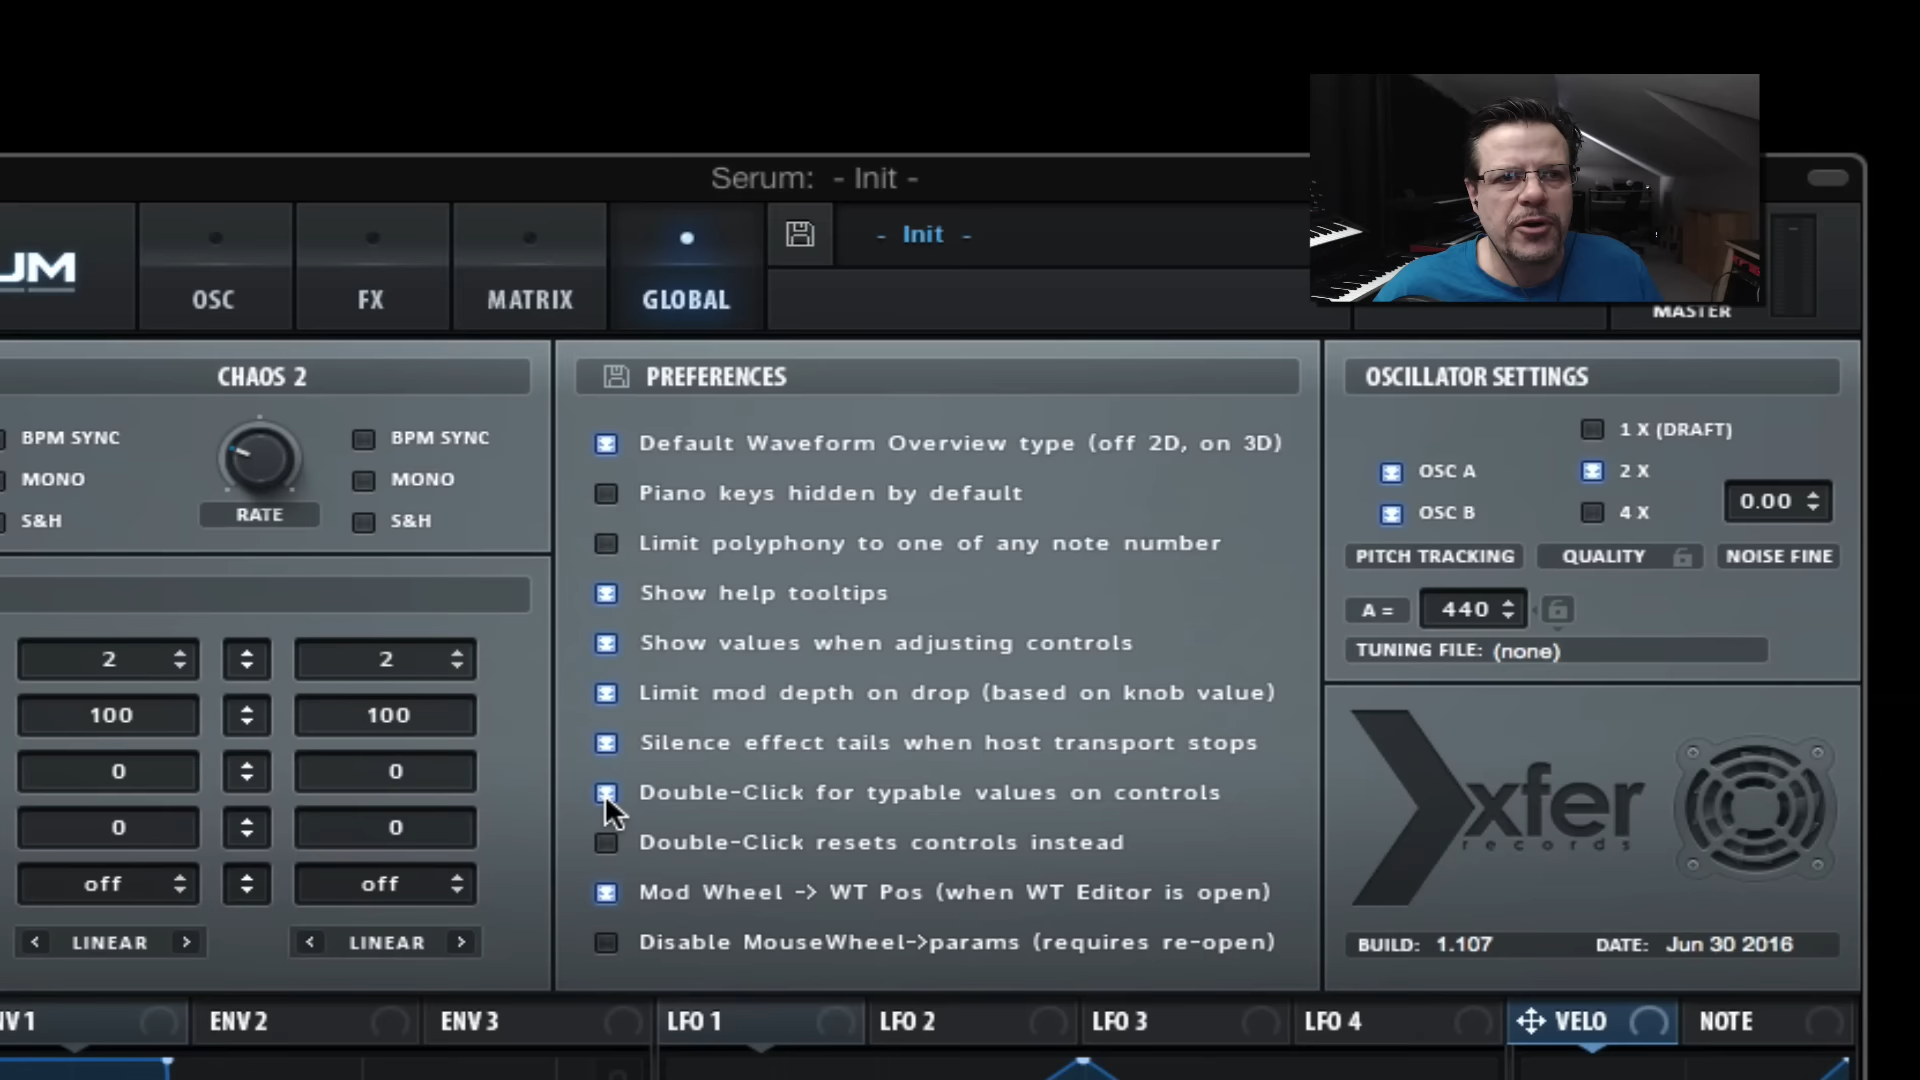 Serum: - Init -
UM
OSC
FX
MATRIX
GLOBAL
- Init -
MASTER
CHAOS 2
BPM SYNC
MONO
S&H
RATE
BPM SYNC
MONO
S&H
2
2
100
100
0
0
0
0
off
off
< LINEAR >
< LINEAR >
PREFERENCES
Default Waveform Overview type (off 2D, on 3D)
Piano keys hidden by default
Limit polyphony to one of any note number
Show help tooltips
Show values when adjusting controls
Limit mod depth on drop (based on knob value)
Silence effect tails when host transport stops
Double-Click for typable values on controls
Double-Click resets controls instead
Mod Wheel -> WT Pos (when WT Editor is open)
Disable MouseWheel->params (requires re-open)
OSCILLATOR SETTINGS
1 X (DRAFT)
OSC A
2 X
OSC B
4 X
0.00
PITCH TRACKING
QUALITY
NOISE FINE
A = 440
TUNING FILE: (none)
xfer
records
BUILD: 1.107
DATE: Jun 30 2016
NV 1
ENV 2
ENV 3
LFO 1
LFO 2
LFO 3
LFO 4
VELO
NOTE